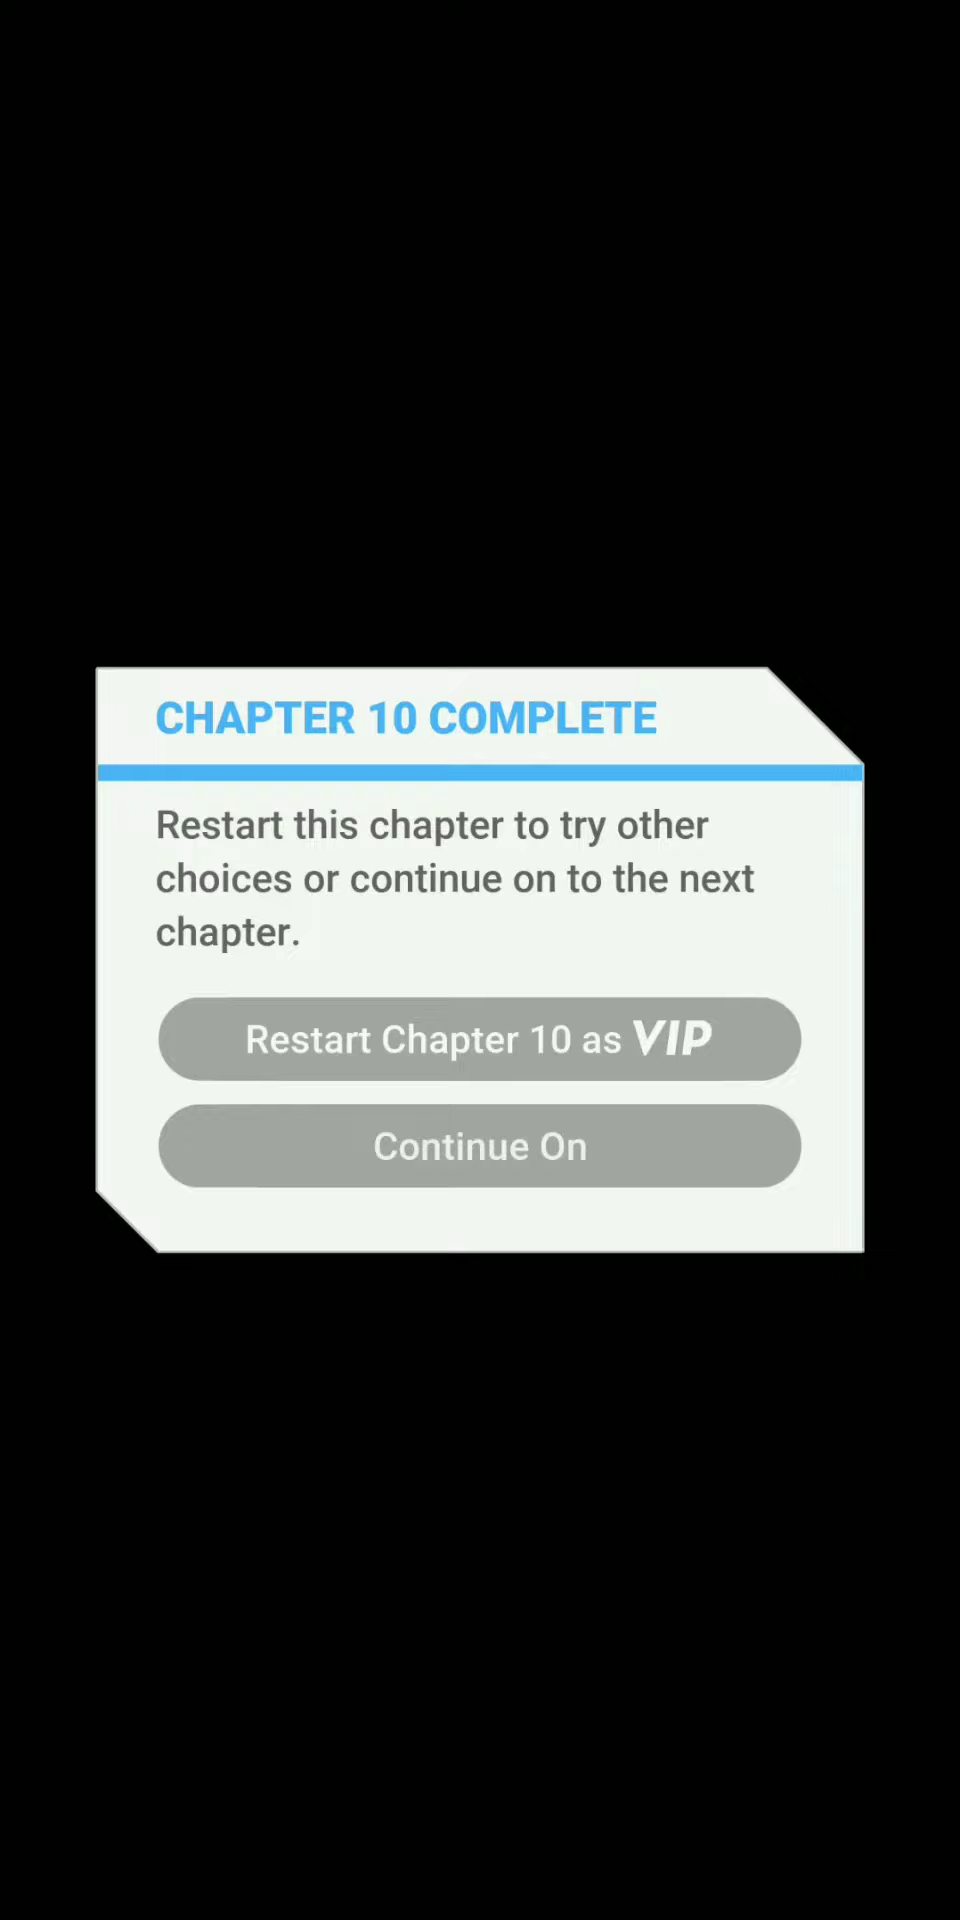 CHAPTER 10 COMPLETE
Restart this chapter to try other
choices or continue on to the next
chapter.
Restart Chapter 10 as VIP
Continue On